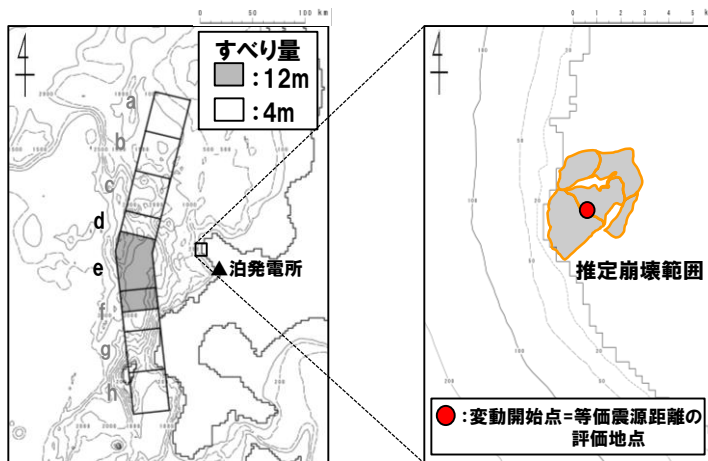 0 50 100 km
すべり量
:12m
:4m
a
b
c
d
e
f
g
h
▲泊発電所
0 1 2 3 4 5 km
推定崩壊範囲
:変動開始点=等価震源距離の
評価地点